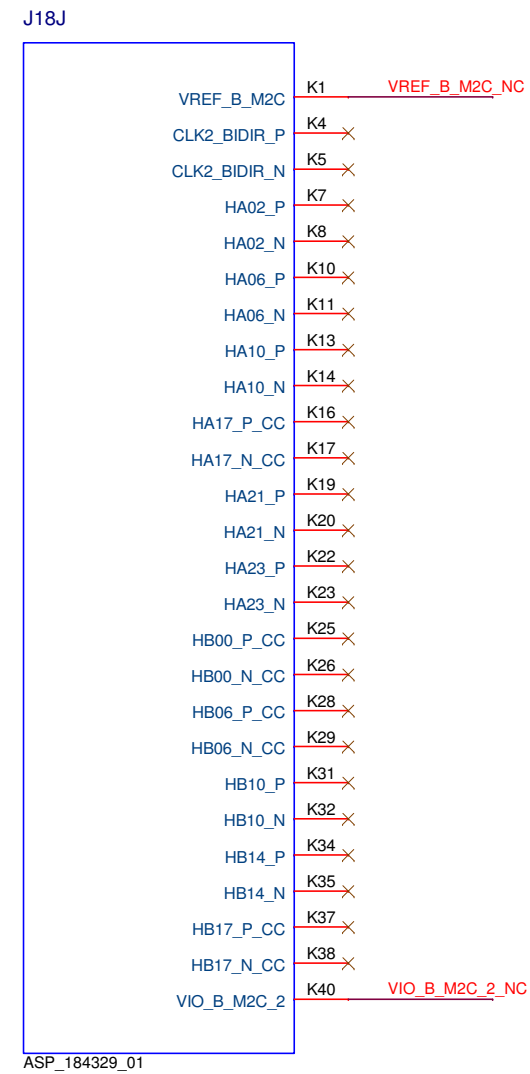 J18J
VREF_B_M2C K1 VREF_B_M2C_NC
CLK2_BIDIR_P K4
CLK2_BIDIR_N K5
HA02_P K7
HA02_N K8
HA06_P K10
HA06_N K11
HA10_P K13
HA10_N K14
HA17_P_CC K16
HA17_N_CC K17
HA21_P K19
HA21_N K20
HA23_P K22
HA23_N K23
HB00_P_CC K25
HB00_N_CC K26
HB06_P_CC K28
HB06_N_CC K29
HB10_P K31
HB10_N K32
HB14_P K34
HB14_N K35
HB17_P_CC K37
HB17_N_CC K38
VIO_B_M2C_2 K40 VIO_B_M2C_2_NC
ASP_184329_01